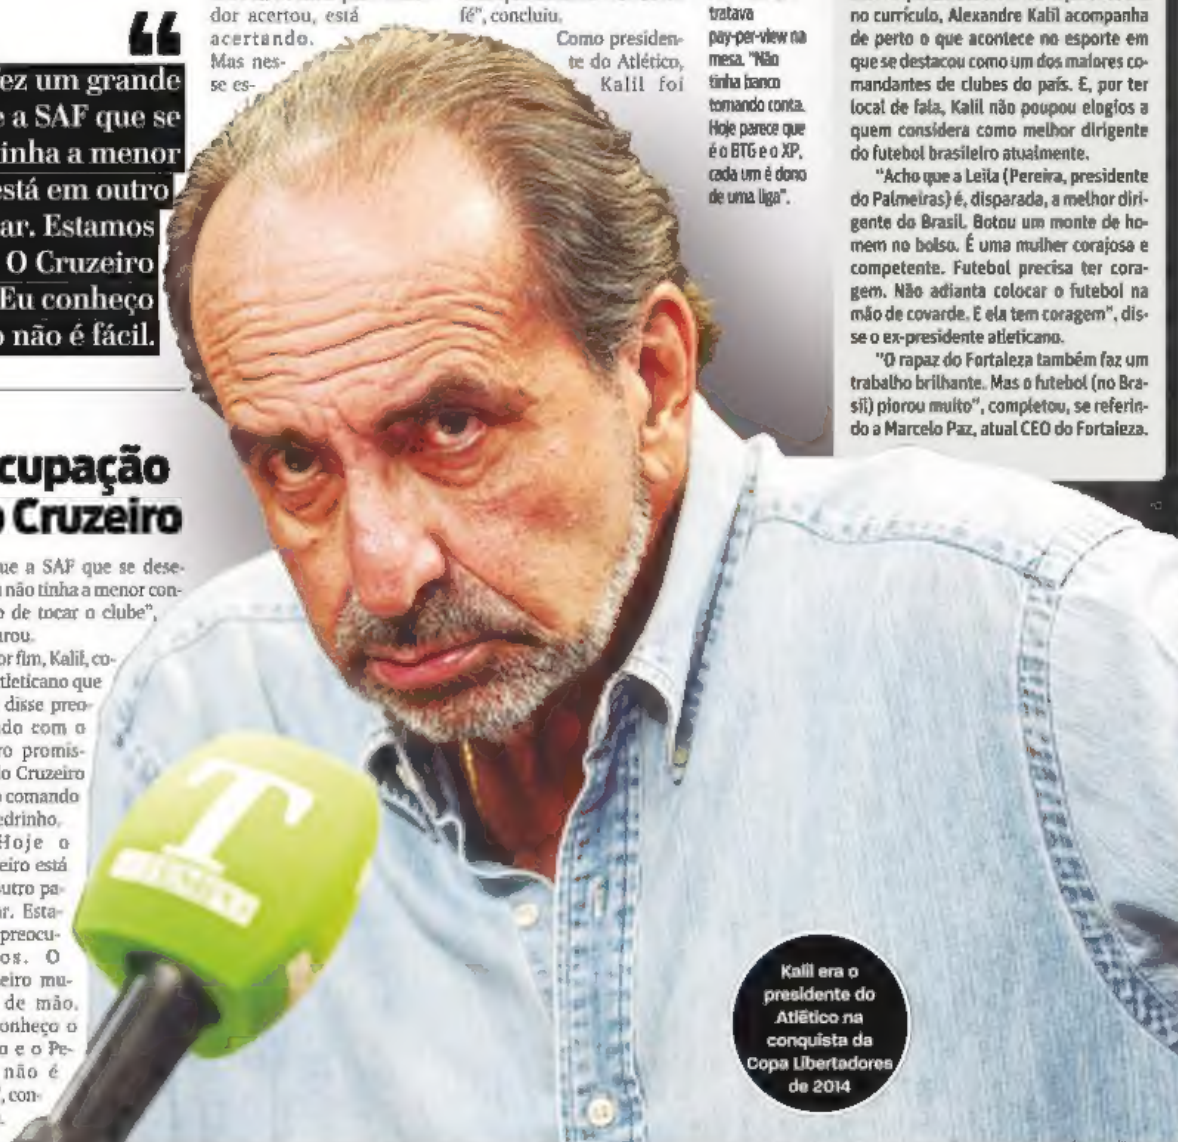 “
ez um grande
e a SAF que se
inha a menor
está em outro
ar. Estamos
O Cruzeiro
Eu conheço
o não é fácil.
cupação
o Cruzeiro
ue a SAF que se dese-
não tinha a menor con-
o de tocar o clube”,
rou.
or fim, Kalil, co-
tleticano que
disse preo-
do com o
ro promis-
o Cruzeiro
comando
edrinho.
Hoje o
eiro está
utro pa-
ar. Esta-
preocu-
os. O
eiro mu-
de mão.
onheço o
o e o Pe-
não é
, con-
dor acertou, está
acertando.
Mas nes-
se es-
fé”, concluiu.
Como presiden-
te do Atlético,
Kalil foi
tratava
pay-per-view na
mesa. “Não
tinha banco
tomando conta.
Hoje parece que
é o BTG e o XP,
cada um é dono
de uma liga”.
no currículo, Alexandre Kalil acompanha
de perto o que acontece no esporte em
que se destacou como um dos maiores co-
mandantes de clubes do país. E, por ter
local de fala, Kalil não poupou elogios a
quem considera como melhor dirigente
do futebol brasileiro atualmente.
“Acho que a Leila (Pereira, presidente
do Palmeiras) é, disparada, a melhor diri-
gente do Brasil. Botou um monte de ho-
mem no bolso. É uma mulher corajosa e
competente. Futebol precisa ter cora-
gem. Não adianta colocar o futebol na
mão de covarde. E ela tem coragem”, dis-
se o ex-presidente atleticano.
“O rapaz do Fortaleza também faz um
trabalho brilhante. Mas o futebol (no Bra-
sil) piorou muito”, completou, se referin-
do a Marcelo Paz, atual CEO do Fortaleza.
T
Kalil era o
presidente do
Atlético na
conquista da
Copa Libertadores
de 2014